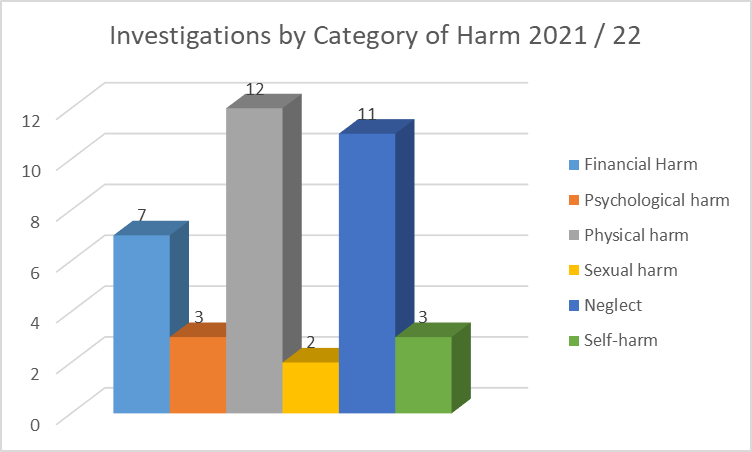 Investigations by Category of Harm 2021 / 22
12
10
8
6
4
2
0
7
3
12
2
11
3
Financial Harm
Psychological harm
Physical harm
Sexual harm
Neglect
Self-harm